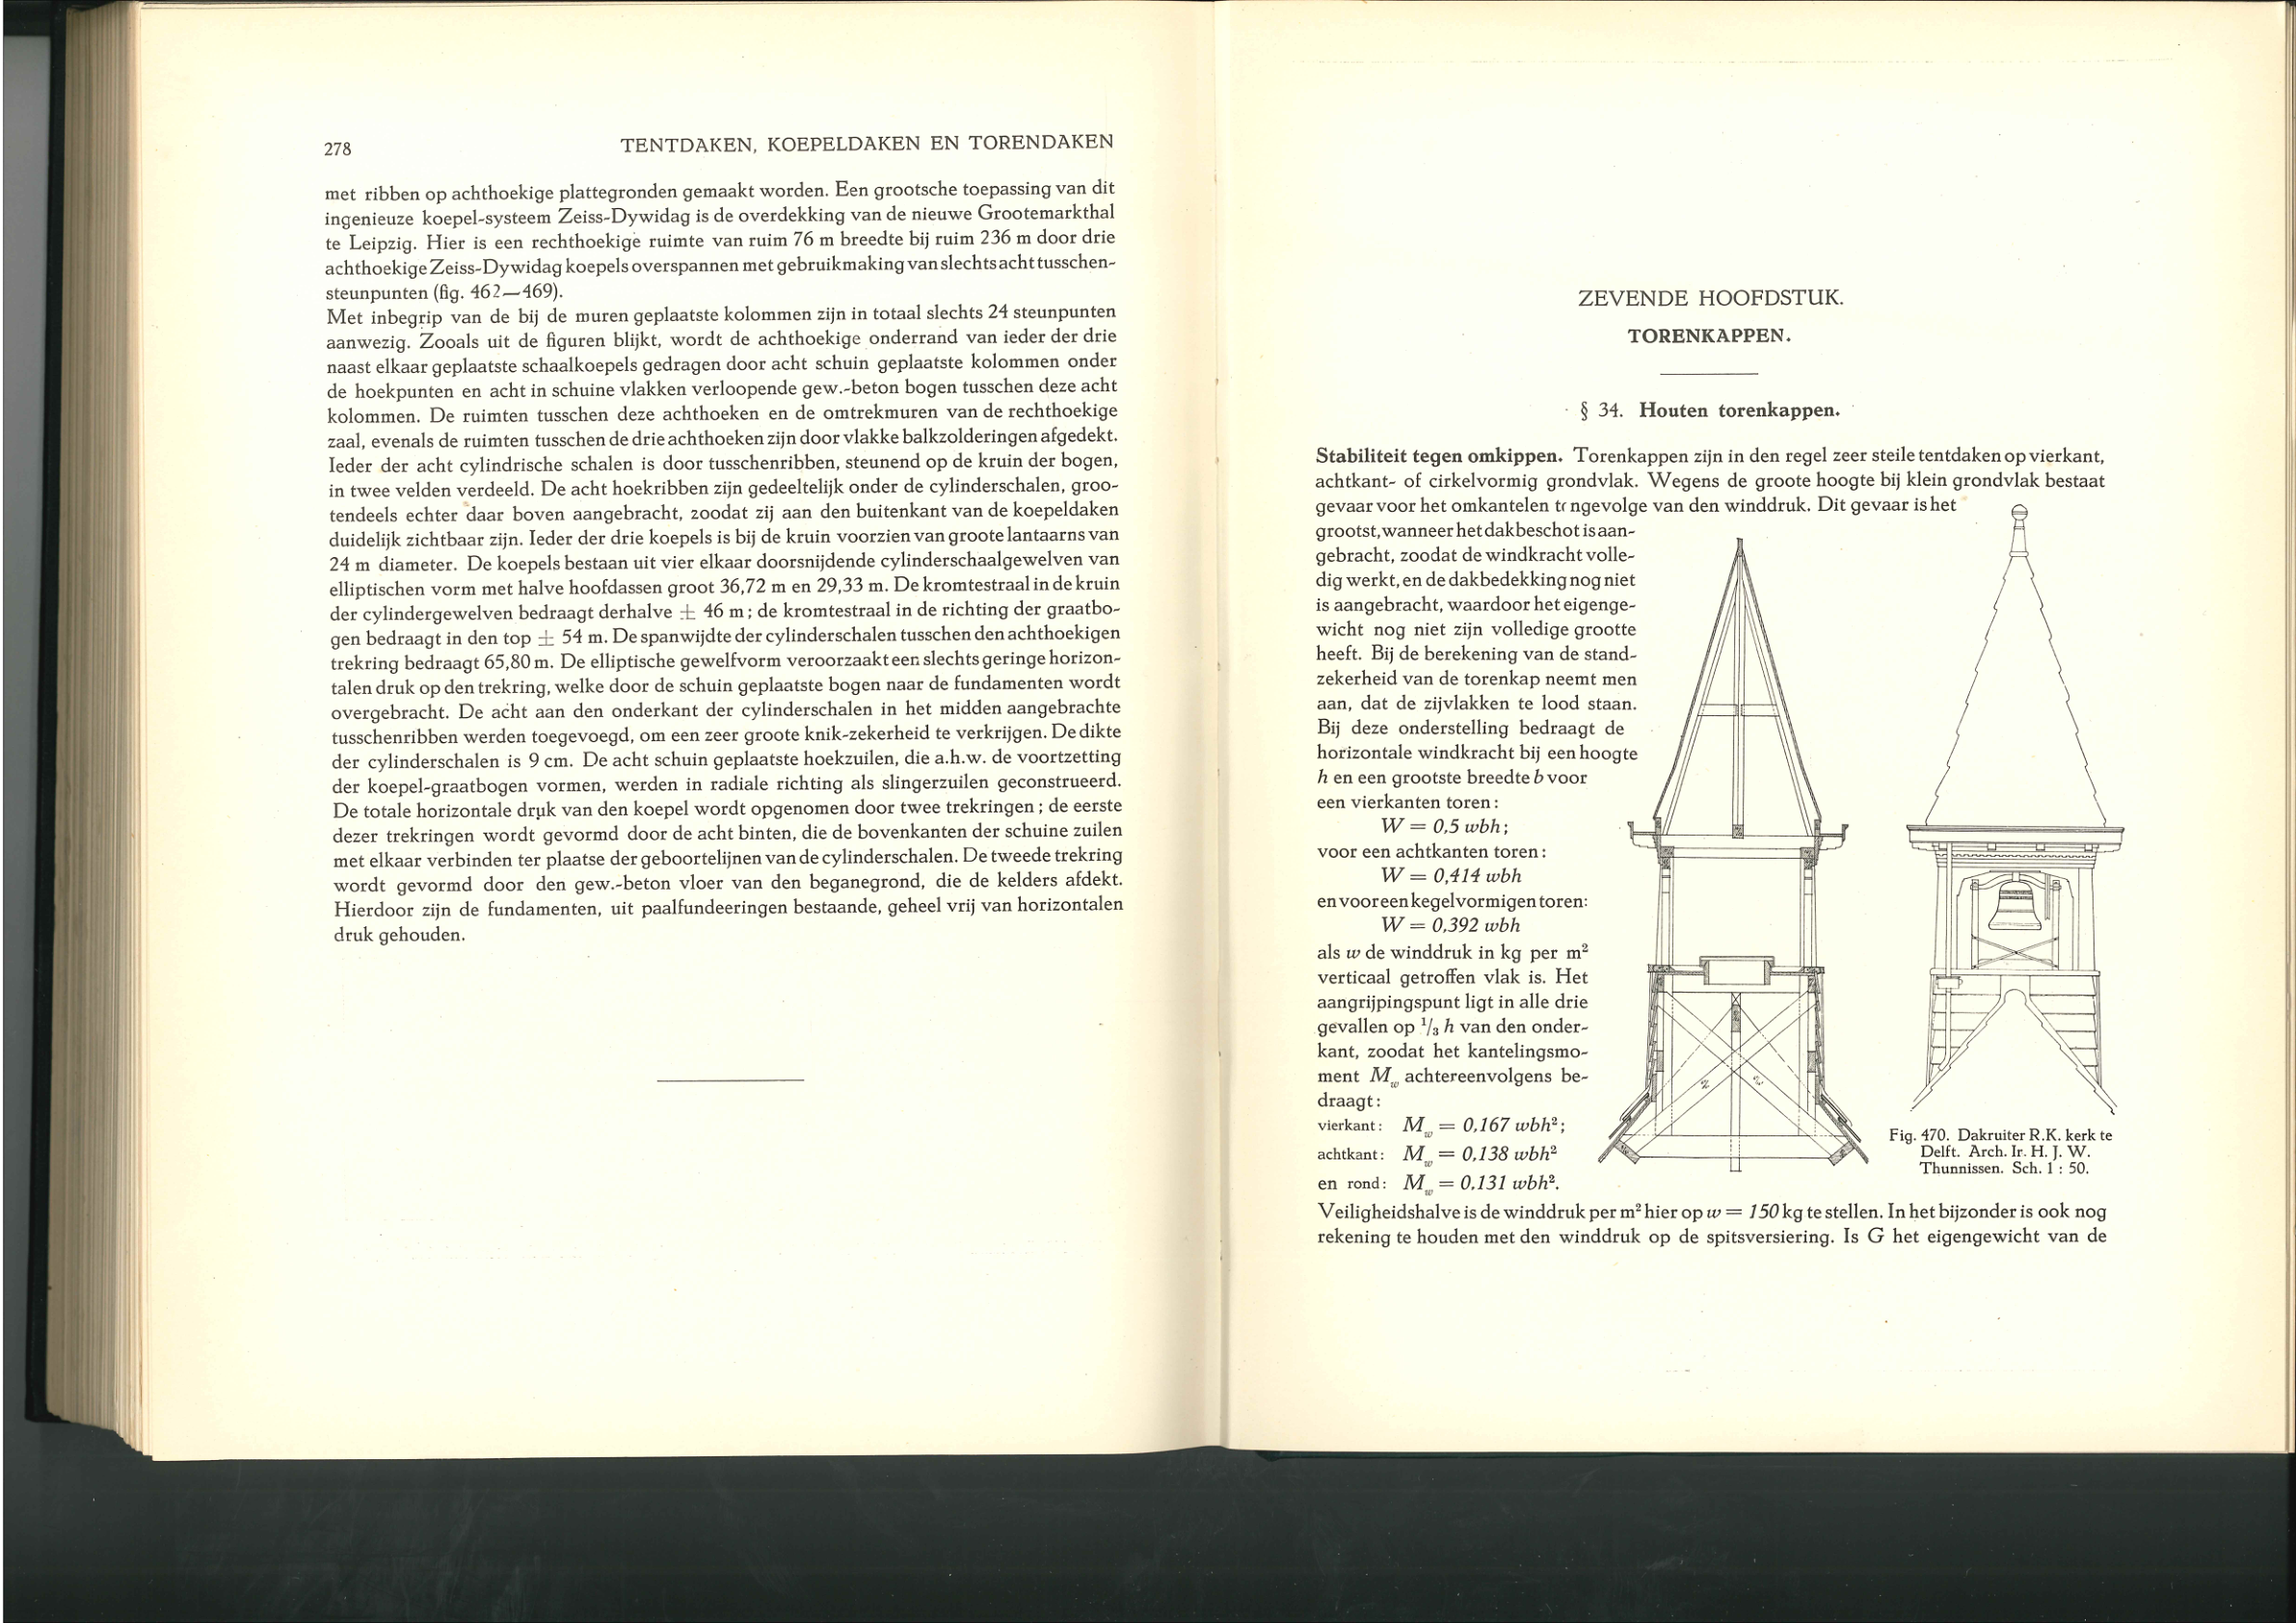 278
TENTDAKEN, KOEPELDAKEN EN TORENDAKEN
met ribben op achthoekige plattegronden gemaakt worden. Een grootsche toepassing van dit
ingenieuze koepel-systeem Zeiss-Dywidag is de overdekking van de nieuwe Grootemarkthal
te Leipzig. Hier is een rechthoekige ruimte van ruim 76 m breedte bij ruim 236 m door drie
achthoekige Zeiss-Dywidag koepels overspannen met gebruikmaking van slechts acht tusschen-
steunpunten (fig. 462—469).
Met inbegrip van de bij de muren geplaatste kolommen zijn in totaal slechts 24 steunpunten
aanwezig. Zooals uit de figuren blijkt, wordt de achthoekige onderrand van ieder der drie
naast elkaar geplaatste schaalkoepels gedragen door acht schuin geplaatste kolommen onder
de hoekpunten en acht in schuine vlakken verloopende gew.-beton bogen tusschen deze acht
kolommen. De ruimten tusschen deze achthoeken en de omtrekmuren van de rechthoekige
zaal, evenals de ruimten tusschen de drie achthoeken zijn door vlakke balkzolderingen afgedekt.
Ieder der acht cylindrische schalen is door tusschenribben, steunend op de kruin der bogen,
in twee velden verdeeld. De acht hoekribben zijn gedeeltelijk onder de cylinderschalen, groo-
tendeels echter daar boven aangebracht, zoodat zij aan den buitenkant van de koepeldaken
duidelijk zichtbaar zijn. Ieder der drie koepels is bij de kruin voorzien van groote lantaarns van
24 m diameter. De koepels bestaan uit vier elkaar doorsnijdende cylinderschaalgewelven van
elliptischen vorm met halve hoofdassen groot 36,72 m en 29,33 m. De kromtestraal in de kruin
der cylindergewelven bedraagt derhalve ± 46 m; de kromtestraal in de richting der graatbo-
gen bedraagt in den top ± 54 m. De spanwijdte der cylinderschalen tusschen den achthoekigen
trekring bedraagt 65,80 m. De elliptische gewelfvorm veroorzaakt een slechts geringe horizon-
talen druk op den trekring, welke door de schuin geplaatste bogen naar de fundamenten wordt
overgebracht. De acht aan den onderkant der cylinderschalen in het midden aangebrachte
tusschenribben werden toegevoegd, om een zeer groote knik-zekerheid te verkrijgen. De dikte
der cylinderschalen is 9 cm. De acht schuin geplaatste hoekzuilen, die a.h.w. de voortzetting
der koepel-graatbogen vormen, werden in radiale richting als slingerzuilen geconstrueerd.
De totale horizontale druk van den koepel wordt opgenomen door twee trekringen; de eerste
dezer trekringen wordt gevormd door de acht binten, die de bovenkanten der schuine zuilen
met elkaar verbinden ter plaatse der geboortelijnen van de cylinderschalen. De tweede trekring
wordt gevormd door den gew.-beton vloer van den beganegrond, die de kelders afdekt.
Hierdoor zijn de fundamenten, uit paalfundeeringen bestaande, geheel vrij van horizontalen
druk gehouden.
ZEVENDE HOOFDSTUK.
TORENKAPPEN.
§ 34. Houten torenkappen.
Stabiliteit tegen omkippen. Torenkappen zijn in den regel zeer steile tentdaken op vierkant,
achtkant- of cirkelvormig grondvlak. Wegens de groote hoogte bij klein grondvlak bestaat
gevaar voor het omkantelen tengevolge van den winddruk. Dit gevaar is het
grootst, wanneer het dakbeschot is aan-
gebracht, zoodat de windkracht volle-
dig werkt, en de dakbedekking nog niet
is aangebracht, waardoor het eigenge-
wicht nog niet zijn volledige grootte
heeft. Bij de berekening van de stand-
zekerheid van de torenkap neemt men
aan, dat de zijvlakken te lood staan.
Bij deze onderstelling bedraagt de
horizontale windkracht bij een hoogte
h en een grootste breedte b voor
een vierkanten toren:
W = 0,5 wbh;
voor een achtkanten toren:
W = 0,414 wbh
en voor een kegelvormigen toren:
W = 0,392 wbh
als w de winddruk in kg per m²
verticaal getroffen vlak is. Het
aangrijpingspunt ligt in alle drie
gevallen op ¹/₃ h van den onder-
kant, zoodat het kantelingsmo-
ment M_w achtereenvolgens be-
draagt:
vierkant: M_w = 0,167 wbh²;
achtkant: M_w = 0,138 wbh²
en rond: M_w = 0,131 wbh².
Fig. 470. Dakruiter R.K. kerk te
Delft. Arch. Ir. H. J. W.
Thunnissen. Sch. 1 : 50.
Veiligheidshalve is de winddruk per m² hier op w = 150 kg te stellen. In het bijzonder is ook nog
rekening te houden met den winddruk op de spitsversiering. Is G het eigengewicht van de